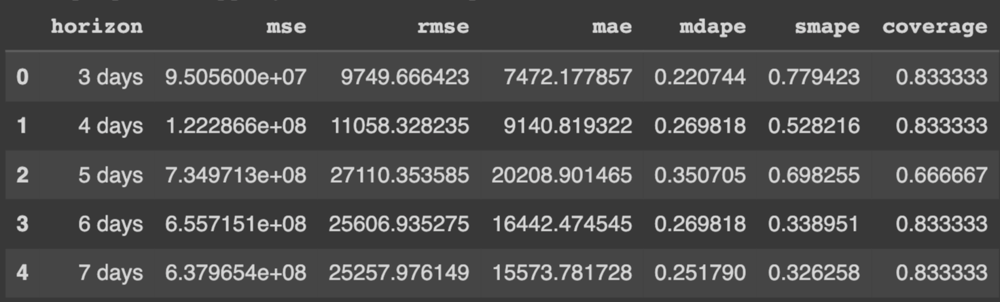 horizon mse rmse mae mdape smape coverage
0 3 days 9.505600e+07 9749.666423 7472.177857 0.220744 0.779423 0.833333
1 4 days 1.222866e+08 11058.328235 9140.819322 0.269818 0.528216 0.833333
2 5 days 7.349713e+08 27110.353585 20208.901465 0.350705 0.698255 0.666667
3 6 days 6.557151e+08 25606.935275 16442.474545 0.269818 0.338951 0.833333
4 7 days 6.379654e+08 25257.976149 15573.781728 0.251790 0.326258 0.833333